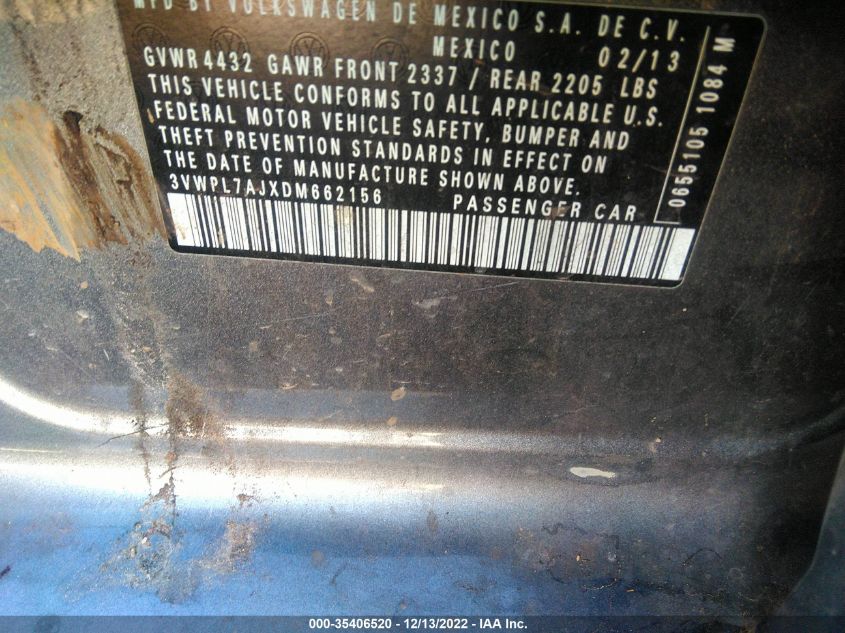 MFD BY VOLKSWAGEN DE MEXICO S.A. DE C.V.
MEXICO 02/13
GVWR 4432 GAWR FRONT 2337 / REAR 2205 LBS
THIS VEHICLE CONFORMS TO ALL APPLICABLE U.S.
FEDERAL MOTOR VEHICLE SAFETY, BUMPER AND
THEFT PREVENTION STANDARDS IN EFFECT ON
THE DATE OF MANUFACTURE SHOWN ABOVE.
3VWPL7AJXDM662156 PASSENGER CAR
0655105 1084 M
000-35406520 - 12/13/2022 - IAA Inc.